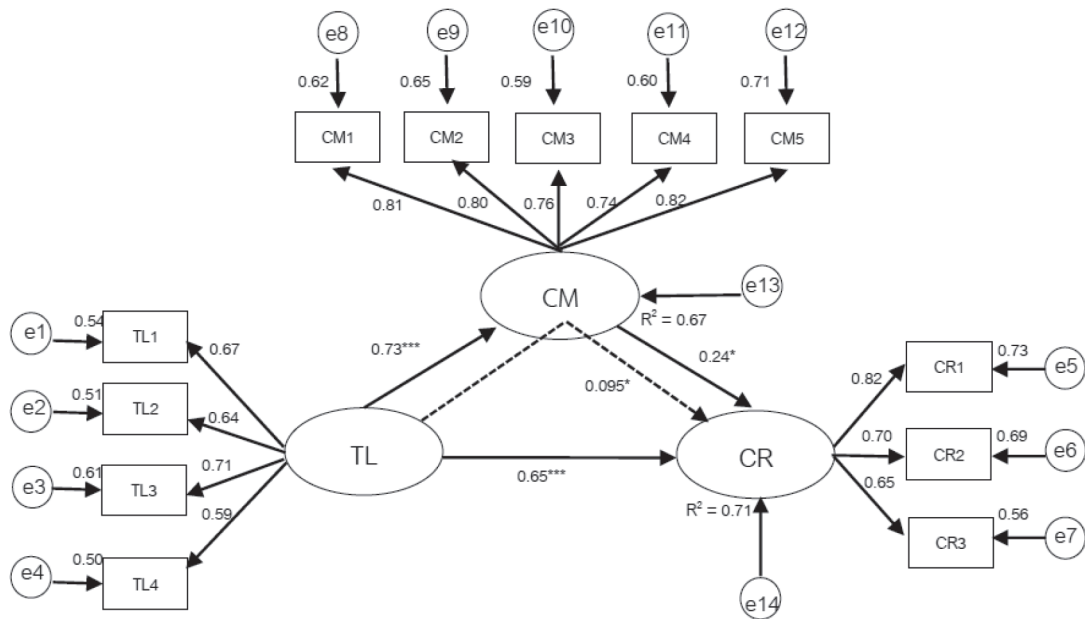 e8
e9
e10
e11
e12
0.62
0.65
0.59
0.60
0.71
CM1
CM2
CM3
CM4
CM5
0.81
0.80
0.76
0.74
0.82
CM
e13
R² = 0.67
0.73***
0.24*
0.095*
e1
0.54
TL1
0.67
e2
0.51
TL2
0.64
e3
0.61
TL3
0.71
e4
0.50
TL4
0.59
TL
0.65***
CR
R² = 0.71
e14
0.82
CR1
0.73
e5
0.70
CR2
0.69
e6
0.65
CR3
0.56
e7